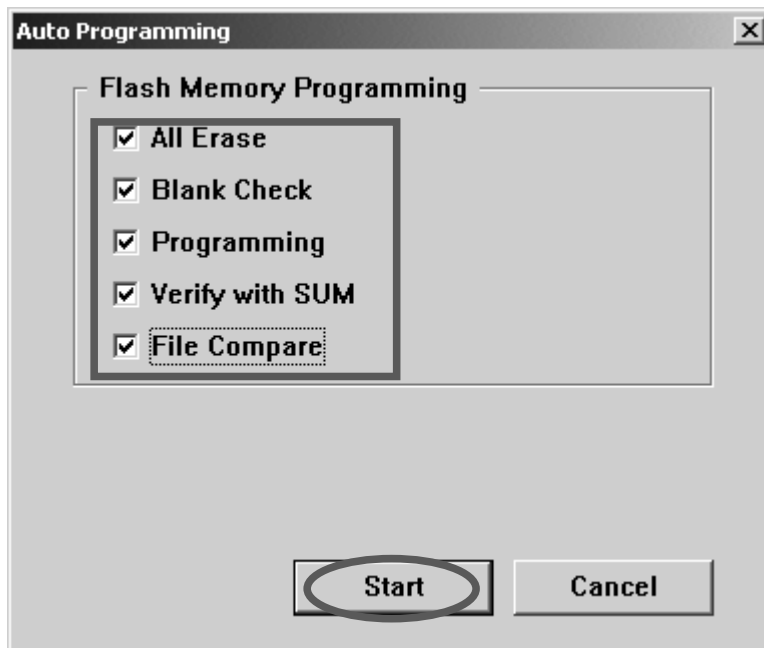 Auto Programming
Flash Memory Programming
All Erase
Blank Check
Programming
Verify with SUM
File Compare
Start Cancel